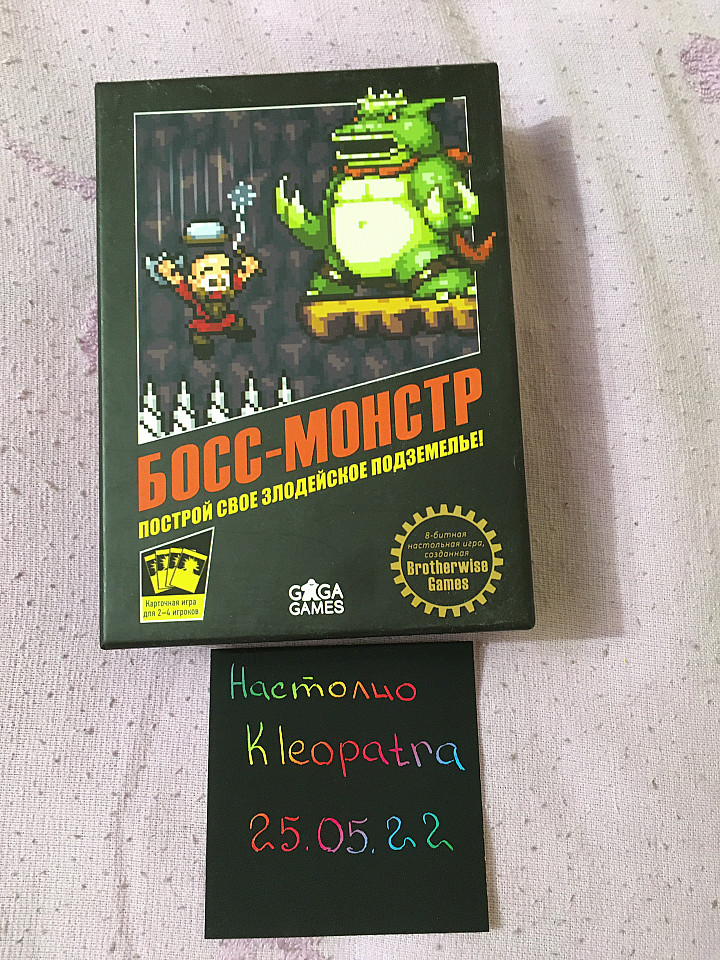 БОСС-МОНСТР
ПОСТРОЙ СВОЕ ЗЛОДЕЙСКОЕ ПОДЗЕМЕЛЬЕ!
Карточная игра
для 2-4 игроков
GAGA
GAMES
8-битная
настольная игра,
созданная
Brotherwise
Games
Настолио
Kleopatra
25.05.22